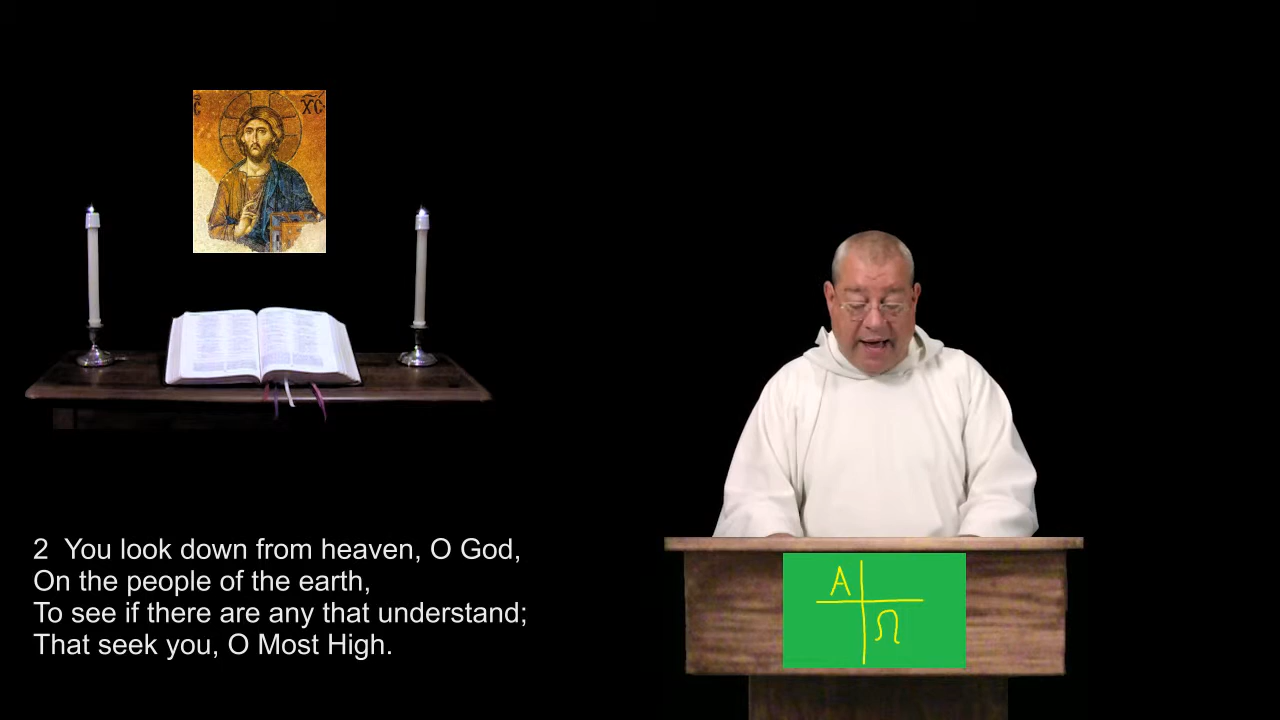 ΧC
2 You look down from heaven, O God,
On the people of the earth,
To see if there are any that understand;
That seek you, O Most High.
Α
Ω